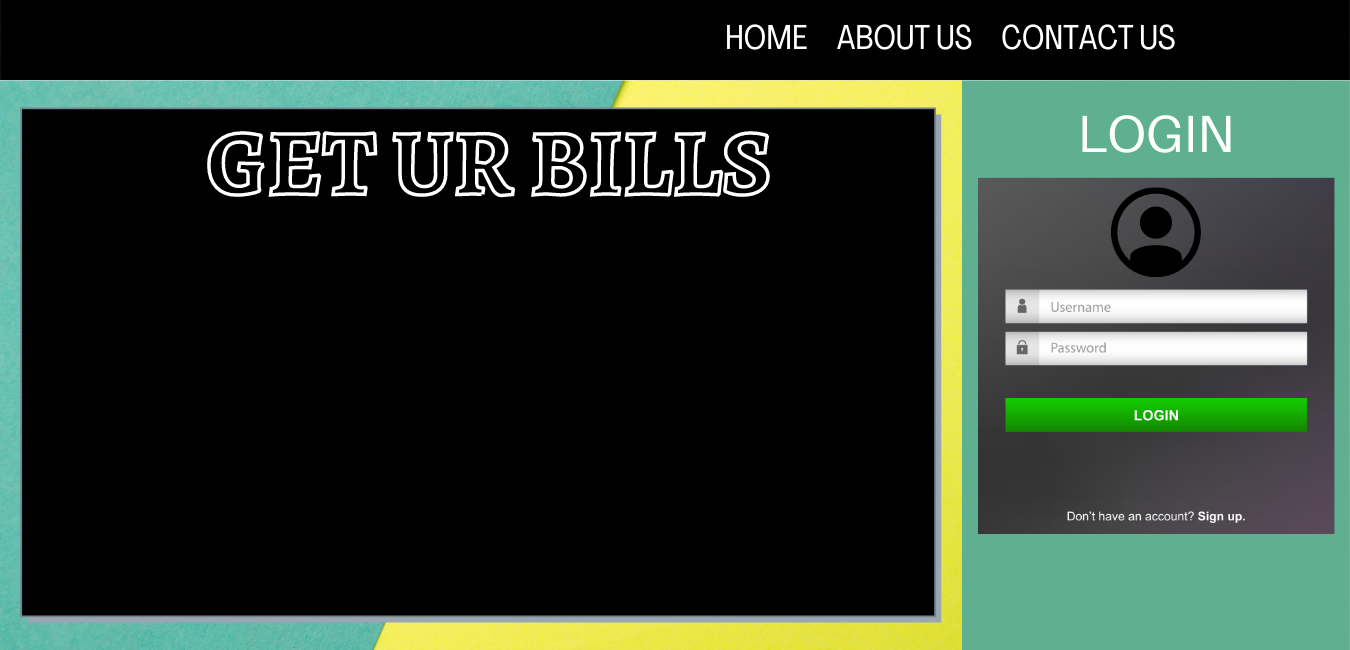 HOME ABOUT US CONTACT US
GET UR BILLS
LOGIN
Username
Password
LOGIN
Don't have an account? Sign up.